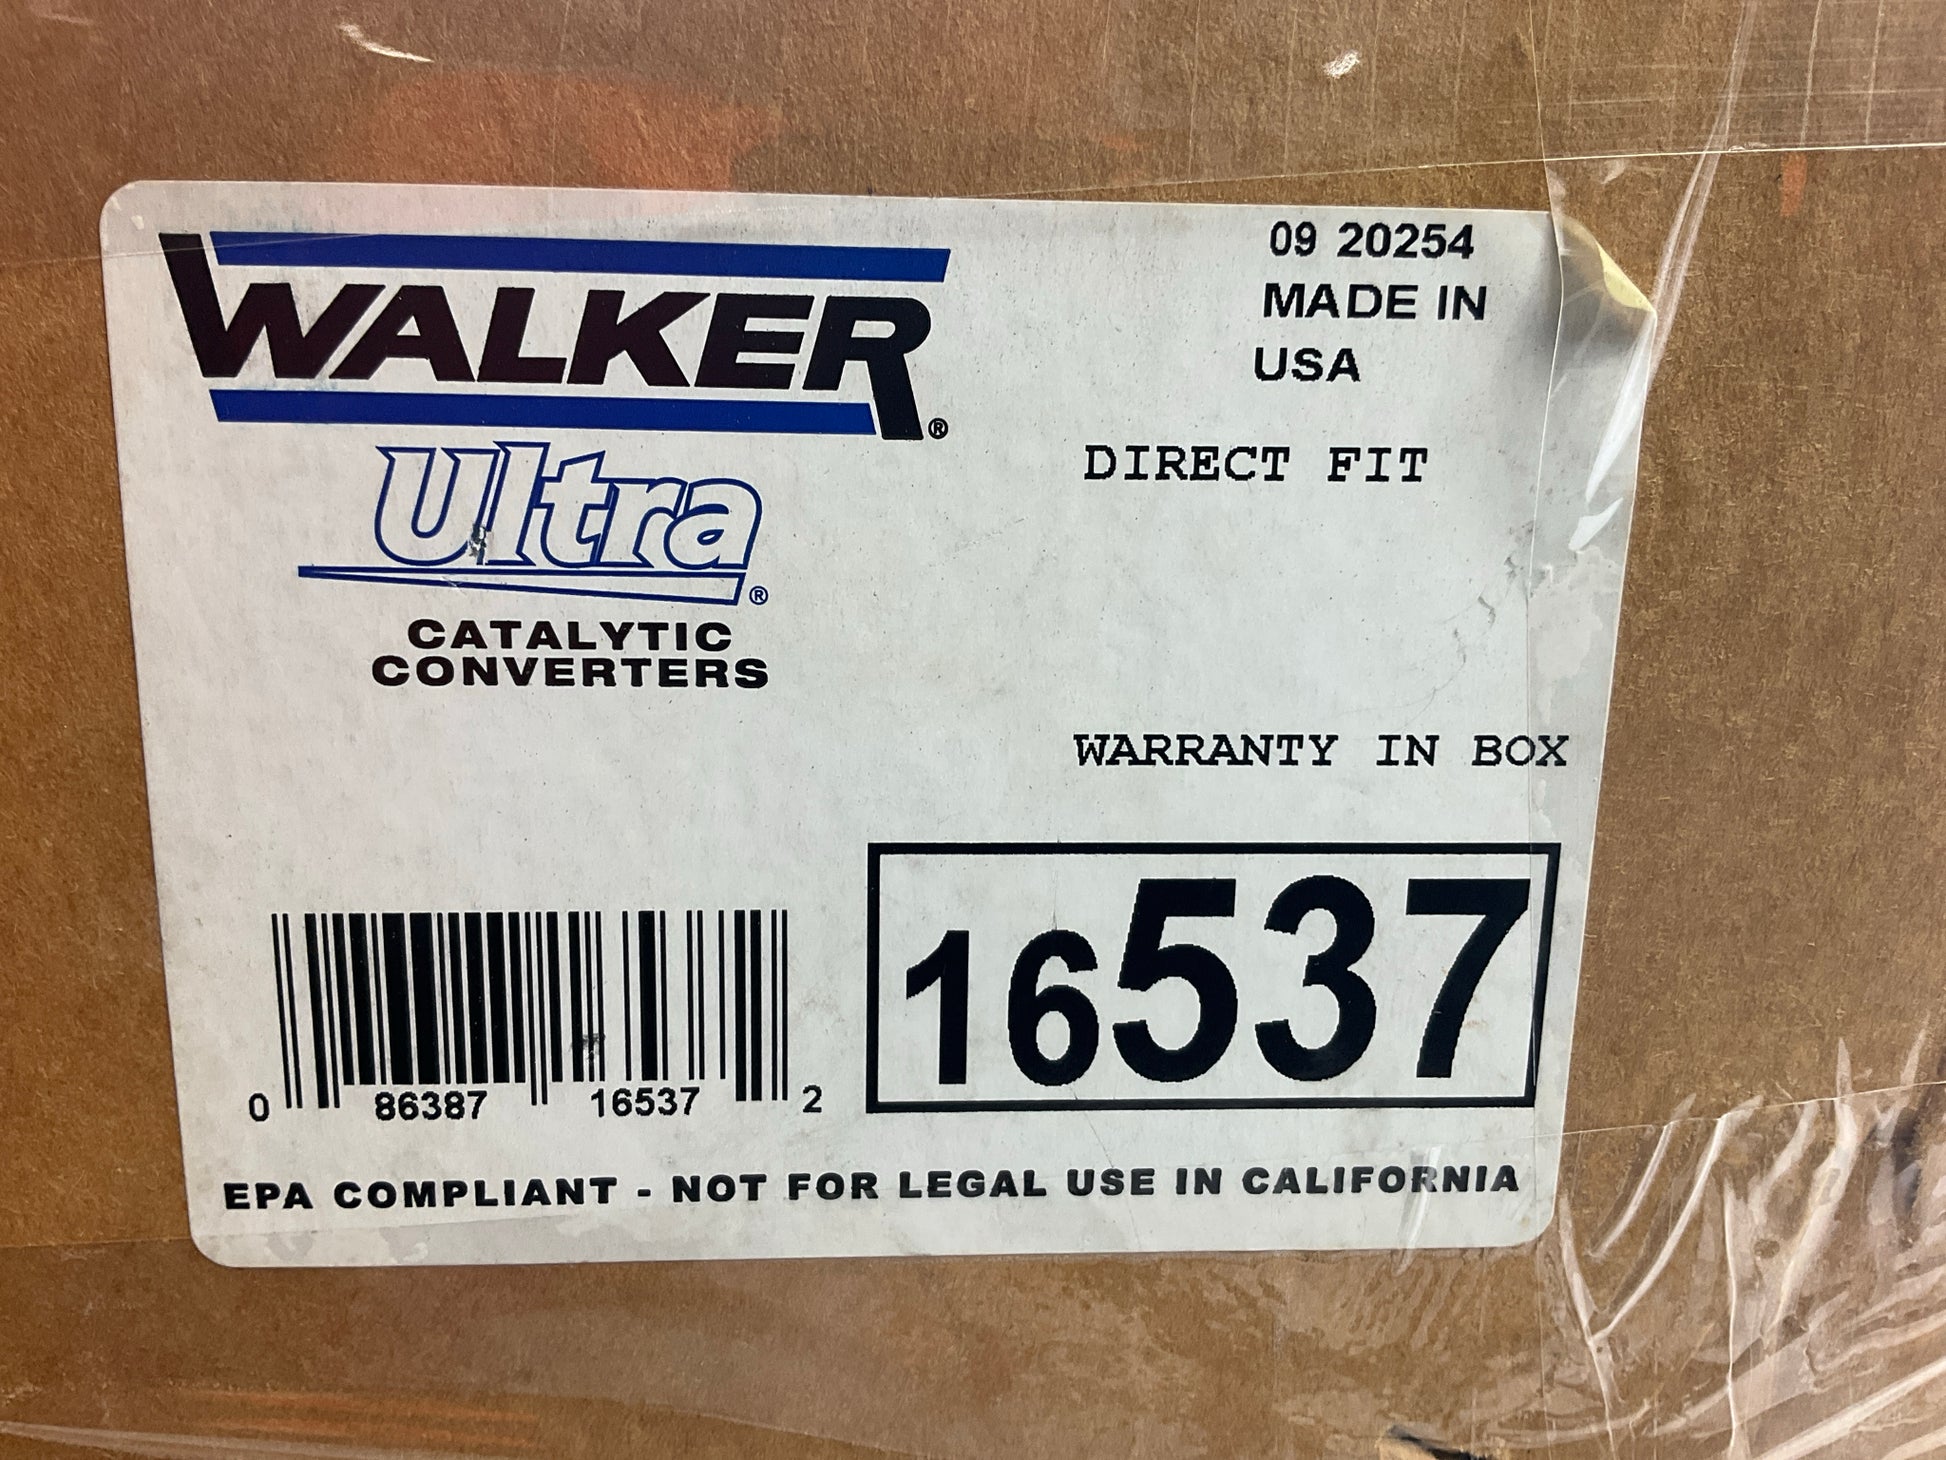 WALKER®
Ultra®
CATALYTIC
CONVERTERS
09 20254
MADE IN
USA
DIRECT FIT
WARRANTY IN BOX
16537
0 86387 16537 2
EPA COMPLIANT - NOT FOR LEGAL USE IN CALIFORNIA